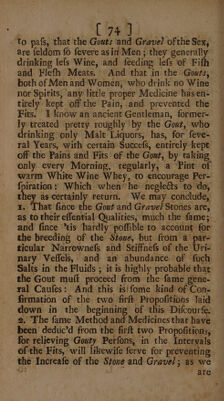 [ 74 ]
to pass, that the Gouts and Gravel of the Sex,
are seldom so severe as in Men; they generally
drinking less Wine, and feeding less of Fish
and Flesh Meats. And that in the Gouts,
both of Men and Women, who drink no Wine
nor Spirits, any little proper Medicine has en-
tirely kept off the Pain, and prevented the
Fits. I know an ancient Gentleman, former-
ly treated pretty roughly by the Gout, who
drinking only Malt Liquors, has, for seve-
ral Years, with certain Success, entirely kept
off the Pains and Fits of the Gout, by taking
only every Morning, regularly, a Pint of
warm White Wine Whey, to encourage Per-
spiration: Which when he neglects to do,
they as certainly return. We may conclude,
1. That since the Gout and Gravel Stones are,
as to their essential Qualities, much the same;
and since 'tis hardly possible to account for
the breeding of the Stone, but from a par-
ticular Narrowness and Stiffness of the Uri-
nary Vessels, and an abundance of such
Salts in the Fluids; it is highly probable that
the Gout must proceed from the same gene-
ral Causes: And this is some kind of Con-
firmation of the two first Propositions laid
down in the beginning of this Discourse.
2. The same Method and Medicines that have
been deduc'd from the first two Propositions,
for relieving Gouty Persons, in the Intervals
of the Fits, will likewise serve for preventing
the Increase of the Stone and Gravel; as we
are